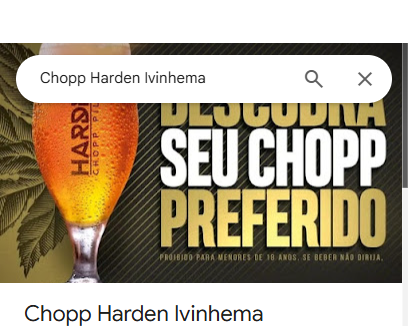 Chopp Harden Ivinhema
DESCUBRA
SEU CHOPP
PREFERIDO
HARDEN
CHOPP PIL
PROIBIDO PARA MENORES DE 18 ANOS. SE BEBER NÃO DIRIJA.
Chopp Harden Ivinhema